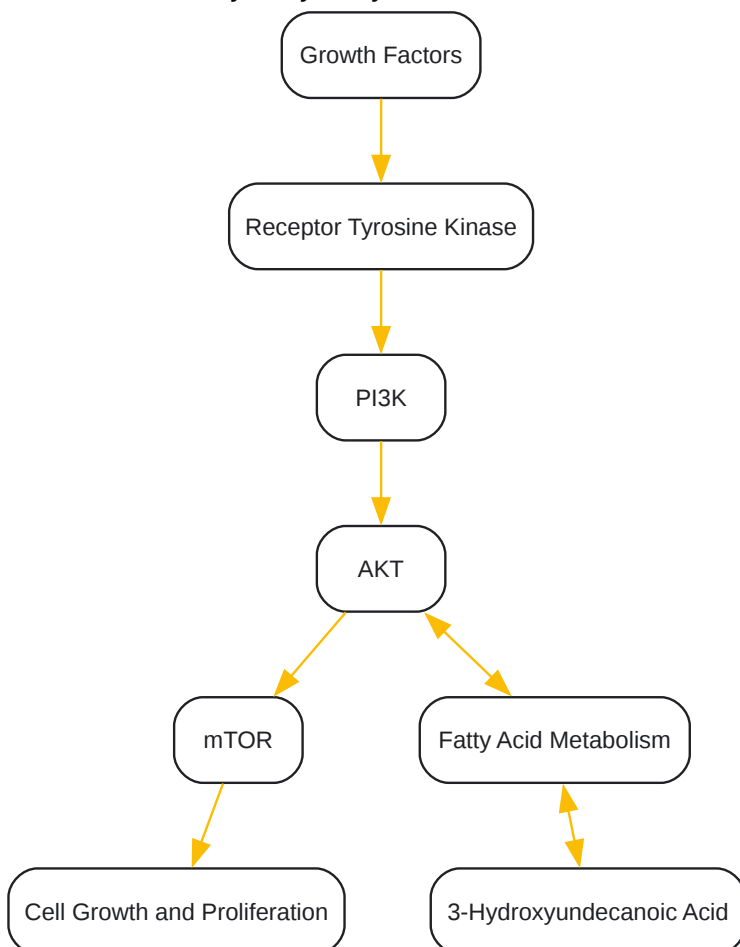 Growth Factors
Receptor Tyrosine Kinase
PI3K
AKT
mTOR
Fatty Acid Metabolism
Cell Growth and Proliferation
3-Hydroxyundecanoic Acid